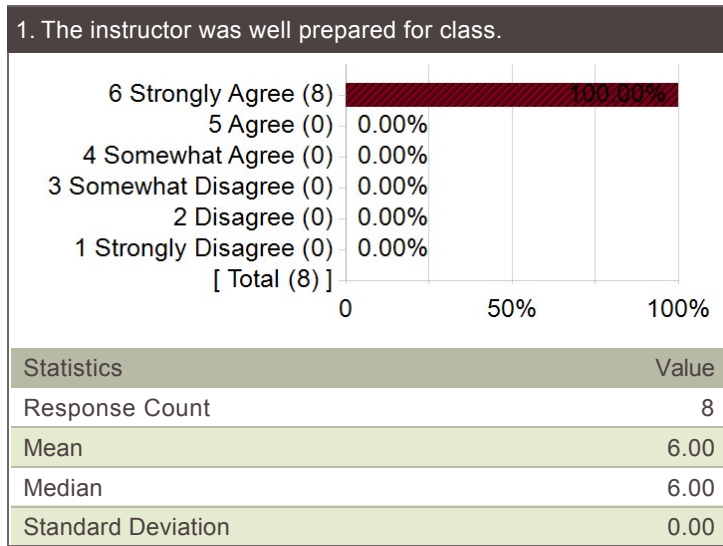 1. The instructor was well prepared for class.
6 Strongly Agree (8) 100.00%
5 Agree (0) 0.00%
4 Somewhat Agree (0) 0.00%
3 Somewhat Disagree (0) 0.00%
2 Disagree (0) 0.00%
1 Strongly Disagree (0) 0.00%
[ Total (8) ]
0 50% 100%
Statistics Value
Response Count 8
Mean 6.00
Median 6.00
Standard Deviation 0.00